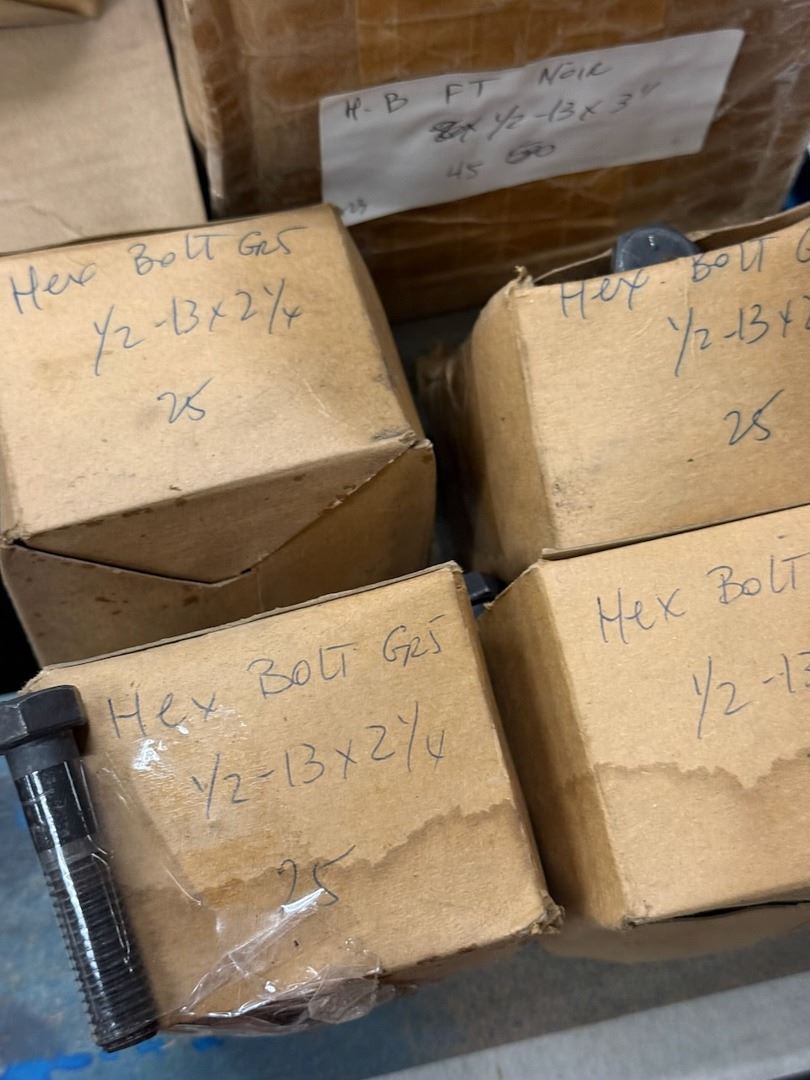 H-B FT NOIR
1/2-13 x 3"
45
Hex Bolt Gr5
1/2-13 x 2 1/4
25
Hex Bolt G
1/2-13 x
25
Hex Bolt Gr5
1/2-13 x 2 1/4
25
Hex Bolt
1/2-13